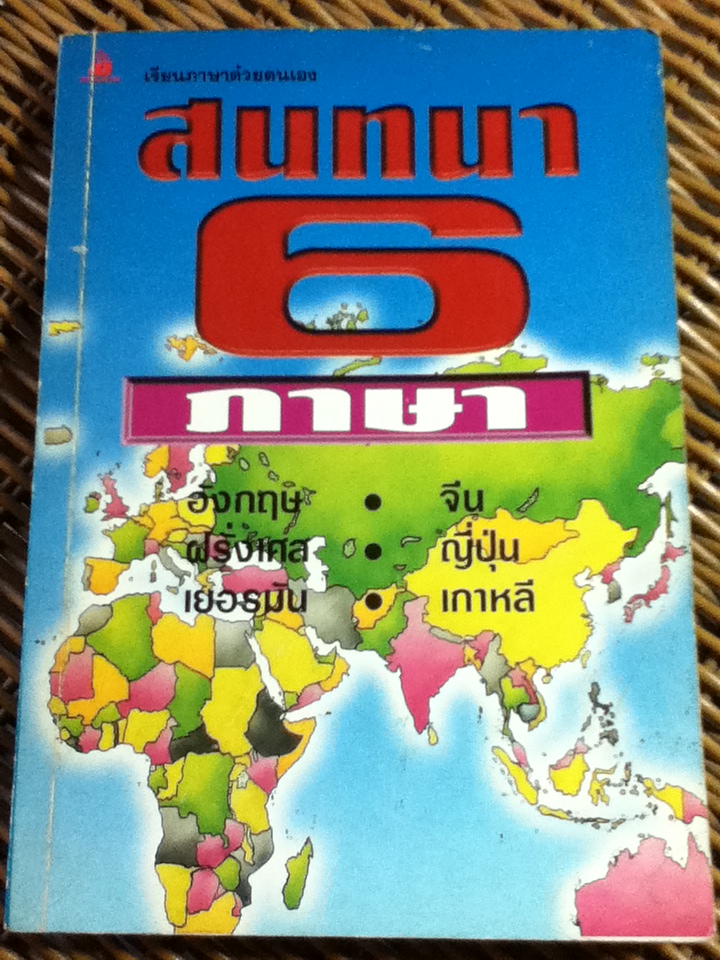 เรียนภาษาด้วยตนเอง
สนทนา
6
ภาษา
อังกฤษ • จีน
ฝรั่งเศส • ญี่ปุ่น
เยอรมัน • เกาหลี